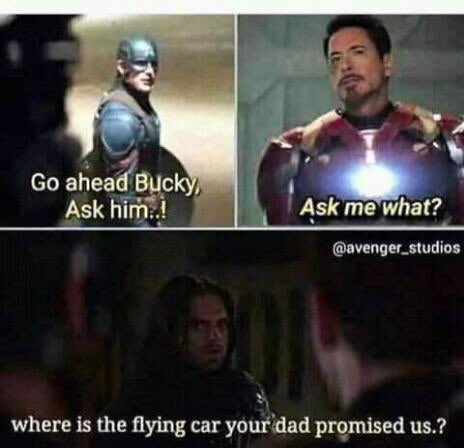 Go ahead Bucky,
Ask him..!
Ask me what?
@avenger_studios
where is the flying car your dad promised us.?